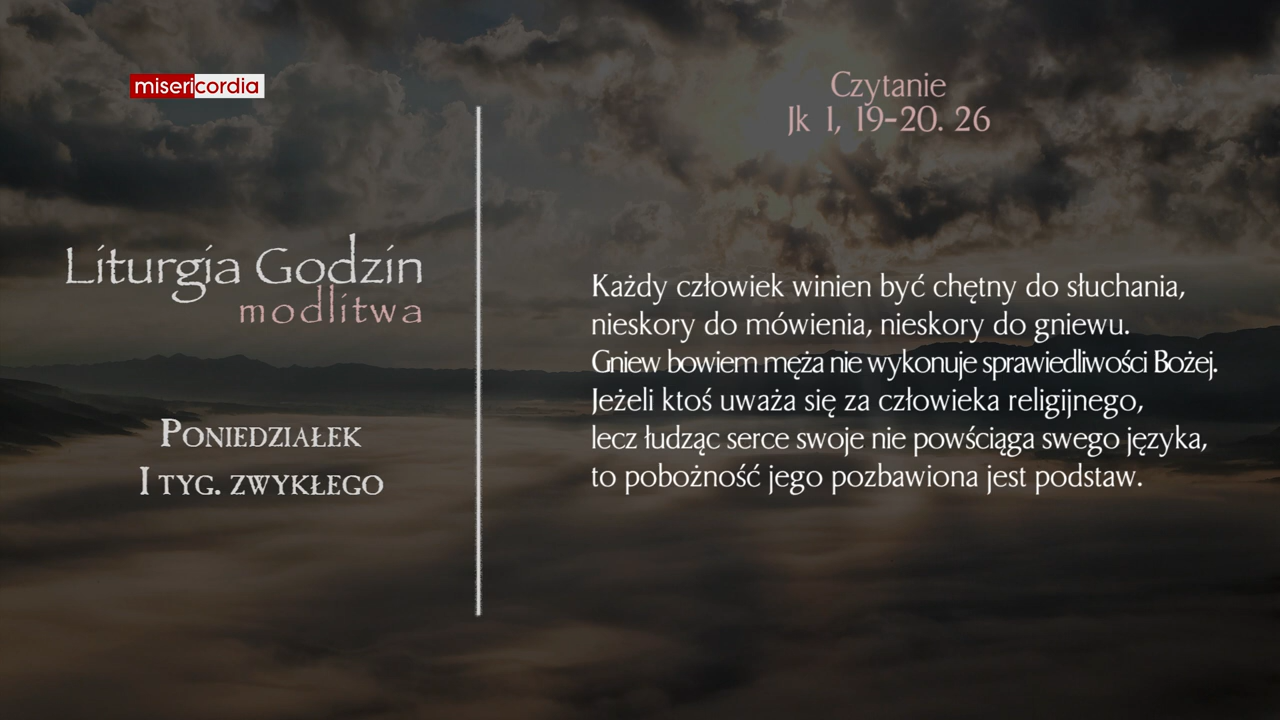 misericordia
Liturgia Godzin
modlitwa
Poniedziałek
I tyg. zwykłego
Czytanie
Jk 1, 19-20. 26
Każdy człowiek winien być chętny do słuchania,
nieskory do mówienia, nieskory do gniewu.
Gniew bowiem męża nie wykonuje sprawiedliwości Bożej.
Jeżeli ktoś uważa się za człowieka religijnego,
lecz łudząc serce swoje nie powściąga swego języka,
to pobożność jego pozbawiona jest podstaw.